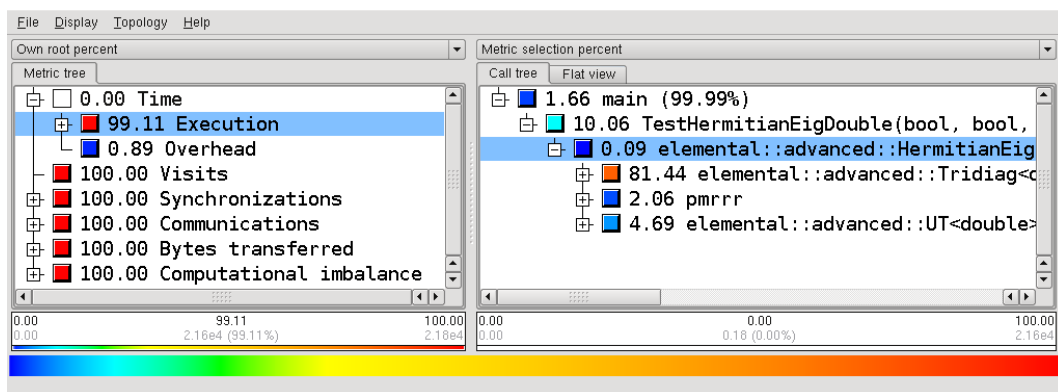 File Display Topology Help
Own root percent
Metric selection percent
Metric tree
Call tree Flat view
0.00 Time
99.11 Execution
0.89 Overhead
100.00 Visits
100.00 Synchronizations
100.00 Communications
100.00 Bytes transferred
100.00 Computational imbalance
1.66 main (99.99%)
10.06 TestHermitianEigDouble(bool, bool,
0.09 elemental::advanced::HermitianEig
81.44 elemental::advanced::Tridiag<d
2.06 pmrrr
4.69 elemental::advanced::UT<double>
0.00 99.11 100.00
0.00 2.16e4 (99.11%) 2.18e4
0.00 0.00 100.00
0.00 0.18 (0.00%) 2.16e4